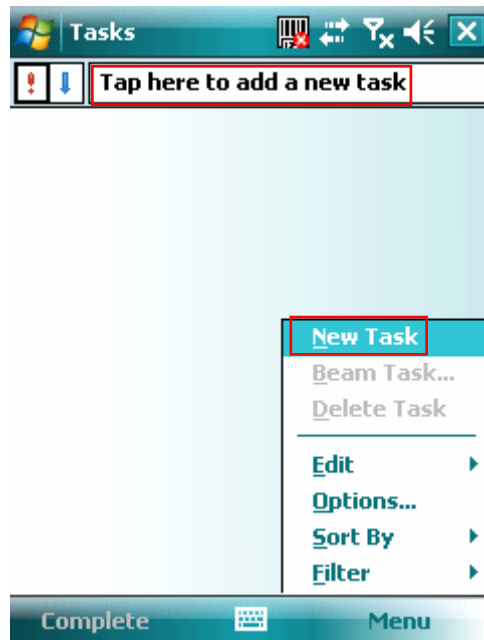 Tasks
Tap here to add a new task
New Task
Beam Task...
Delete Task
Edit
Options...
Sort By
Filter
Complete
Menu